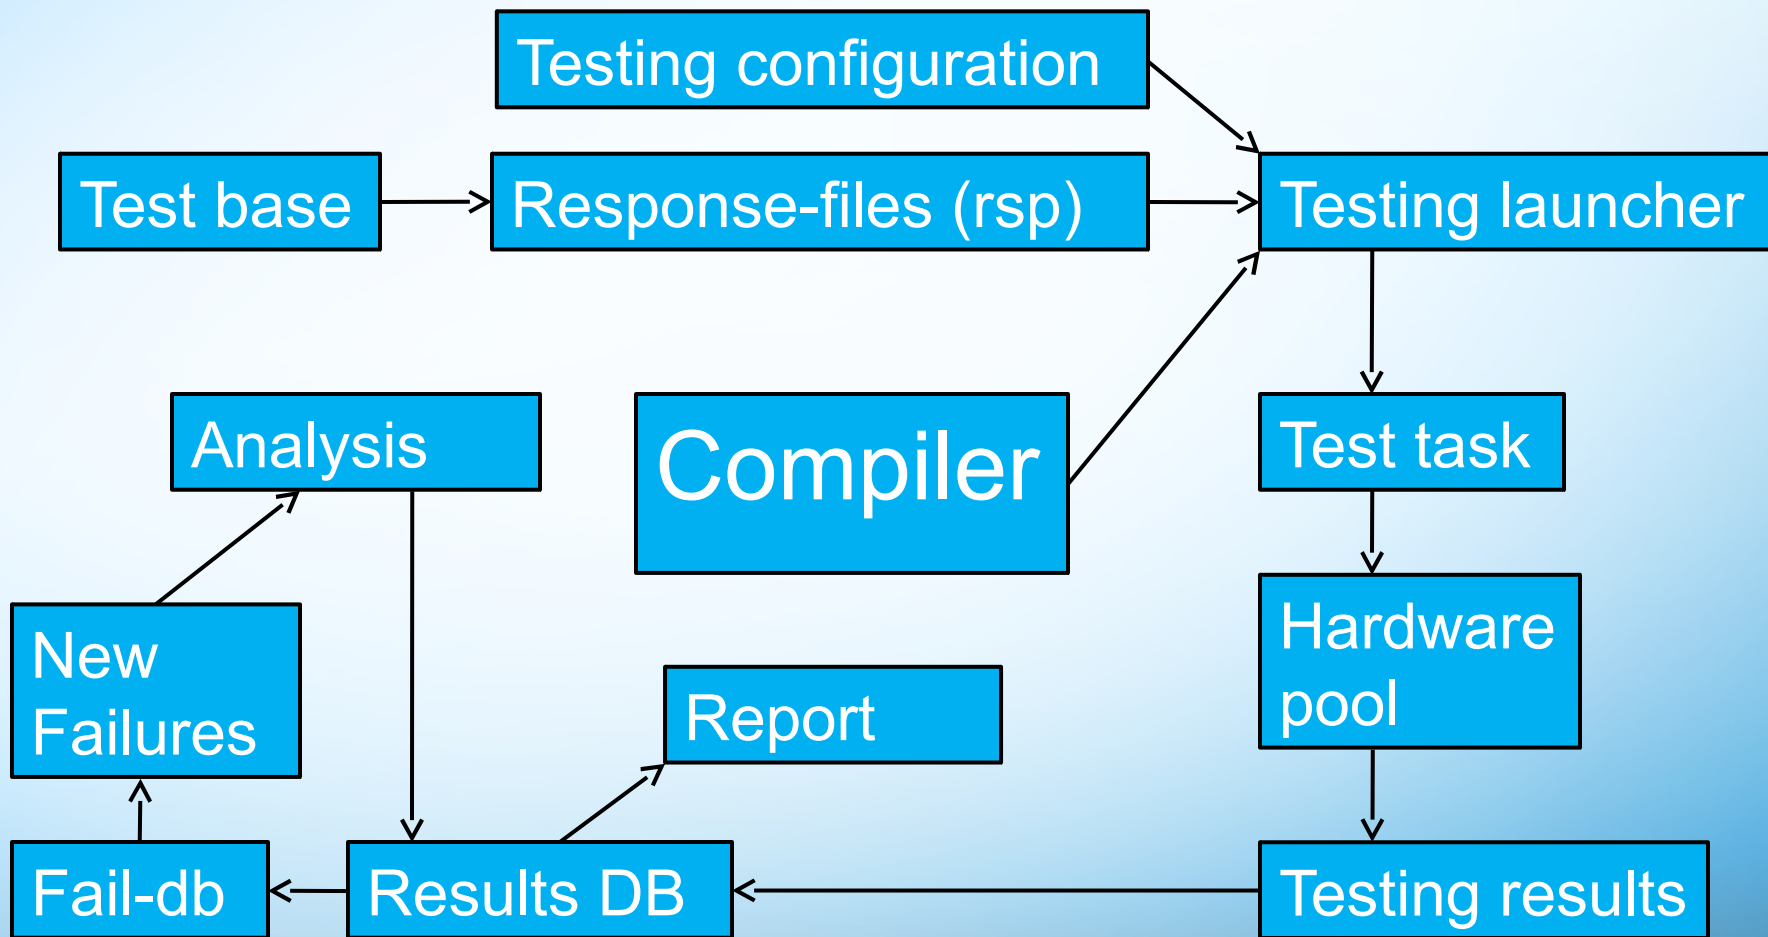 Testing configuration
Test base
Response-files (rsp)
Testing launcher
Analysis
Compiler
Test task
New
Failures
Hardware
pool
Report
Fail-db
Results DB
Testing results